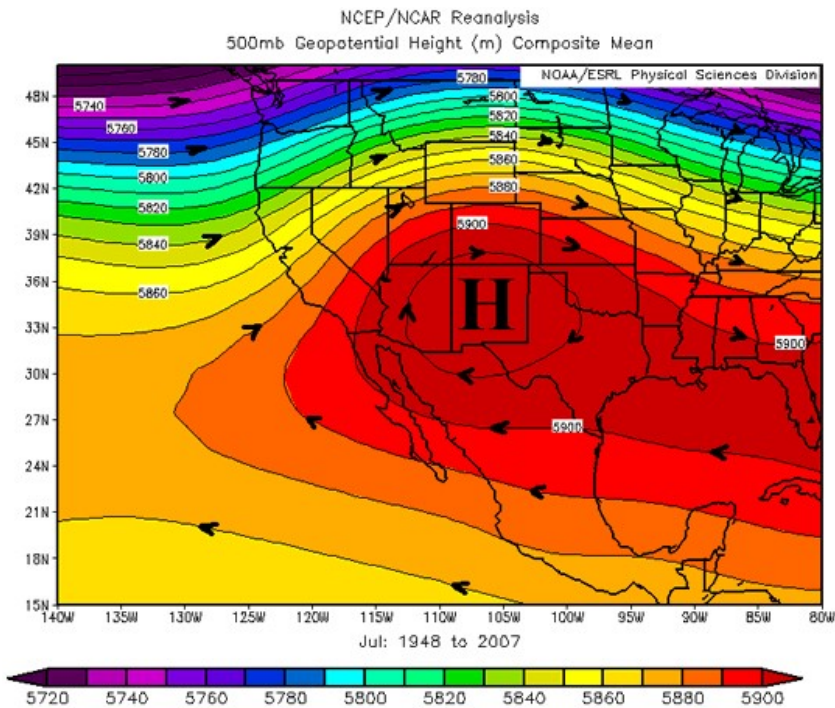 NCEP/NCAR Reanalysis
500mb Geopotential Height (m) Composite Mean
NOAA/ESRL Physical Sciences Division
48N
45N
42N
39N
36N
33N
30N
27N
24N
21N
18N
15N
5740
5760
5780
5800
5820
5840
5860
5780
5800
5820
5840
5860
5880
5900
H
5900
5900
140W 135W 130W 125W 120W 115W 110W 105W 100W 95W 90W 85W 80W
Jul: 1948 to 2007
5720 5740 5760 5780 5800 5820 5840 5860 5880 5900